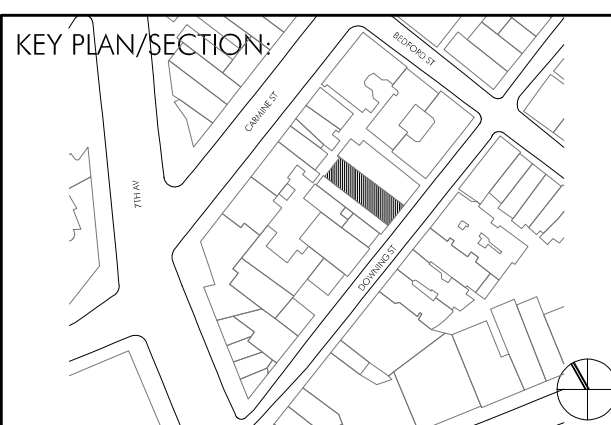 KEY PLAN/SECTION:
BEDFORD ST
CARMINE ST
7TH AV
DOWNING ST